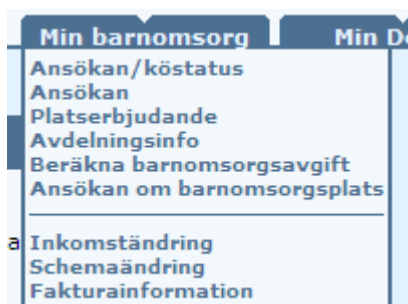 Min barnomsorg
Min D
Ansökan/köstatus
Ansökan
Platserbjudande
Avdelningsinfo
Beräkna barnomsorgsavgift
Ansökan om barnomsorgsplats
a
Inkomständring
Schemaändring
Fakturainformation